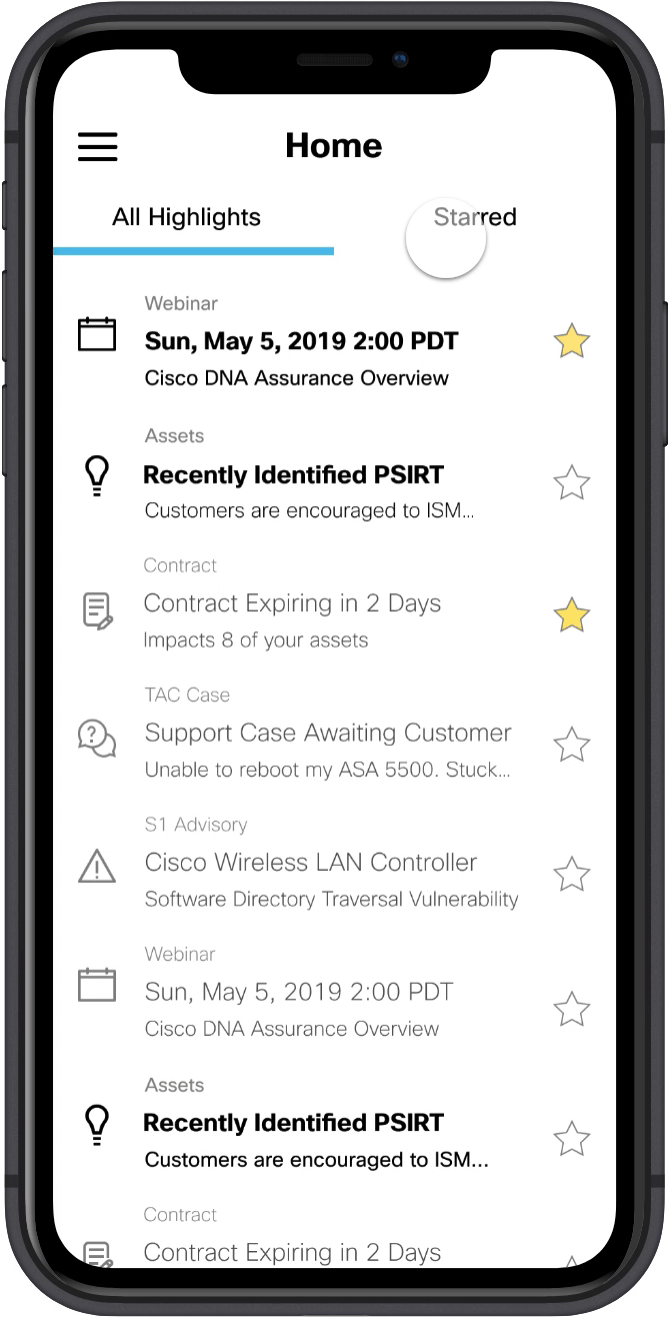 Home
All Highlights
Starred
Webinar
Sun, May 5, 2019 2:00 PDT
Cisco DNA Assurance Overview
Assets
Recently Identified PSIRT
Customers are encouraged to ISM...
Contract
Contract Expiring in 2 Days
Impacts 8 of your assets
TAC Case
Support Case Awaiting Customer
Unable to reboot my ASA 5500. Stuck...
S1 Advisory
Cisco Wireless LAN Controller
Software Directory Traversal Vulnerability
Webinar
Sun, May 5, 2019 2:00 PDT
Cisco DNA Assurance Overview
Assets
Recently Identified PSIRT
Customers are encouraged to ISM...
Contract
Contract Expiring in 2 Days